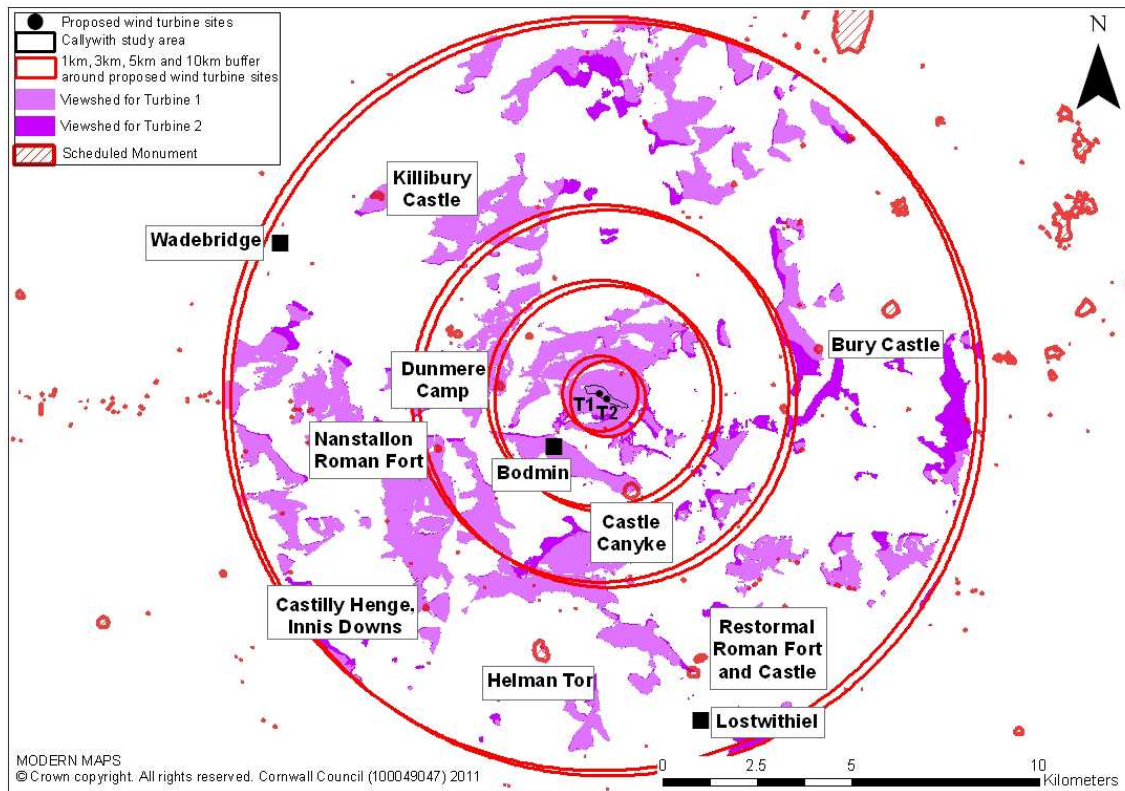 Proposed wind turbine sites
Callywith study area
1km, 3km, 5km and 10km buffer
around proposed wind turbine sites
Viewshed for Turbine 1
Viewshed for Turbine 2
Scheduled Monument
N
Killibury
Castle
Wadebridge
Bury Castle
Dunmere
Camp
T1
T2
Nanstallon
Roman Fort
Bodmin
Castle
Canyke
Castilly Henge,
Innis Downs
Restormal
Roman Fort
and Castle
Helman Tor
Lostwithiel
MODERN MAPS
© Crown copyright. All rights reserved. Cornwall Council (100049047) 2011
0 2.5 5 10
Kilometers